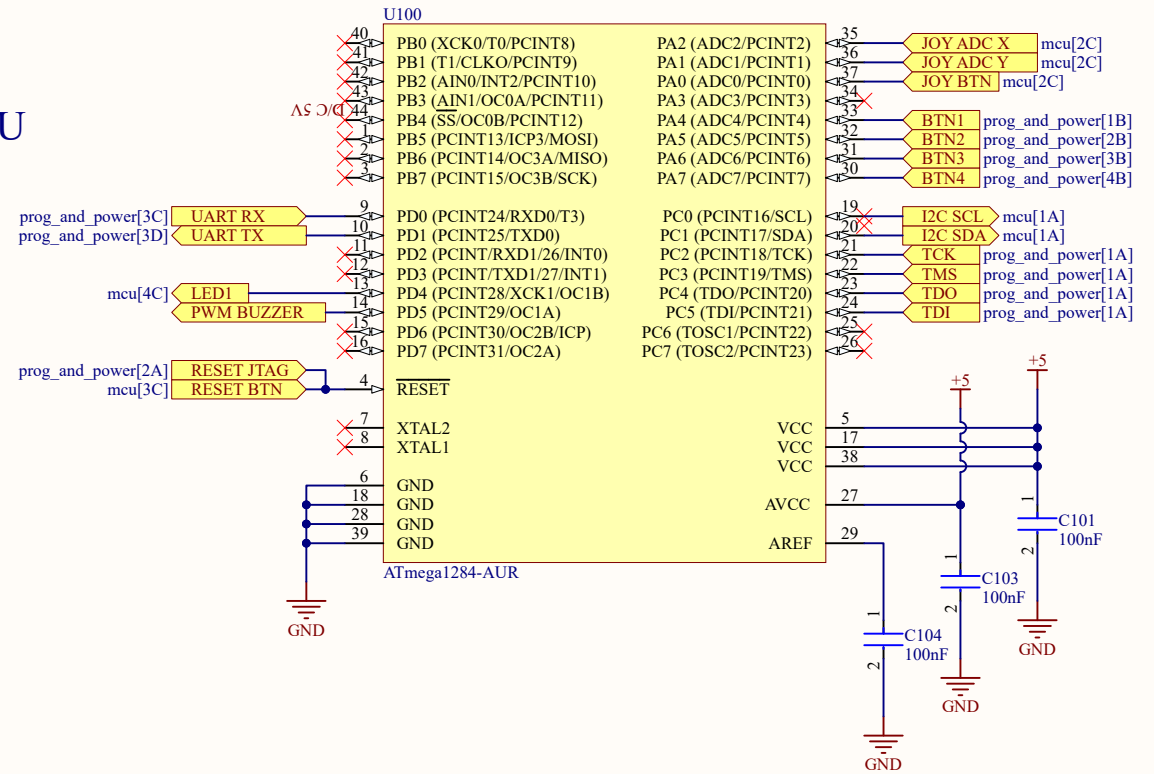 U100
U
40 PB0 (XCK0/T0/PCINT8)
41 PB1 (T1/CLKO/PCINT9)
42 PB2 (AIN0/INT2/PCINT10)
43 PB3 (AIN1/OC0A/PCINT11)
D/C 5V
44 PB4 (SS/OC0B/PCINT12)
1 PB5 (PCINT13/ICP3/MOSI)
2 PB6 (PCINT14/OC3A/MISO)
3 PB7 (PCINT15/OC3B/SCK)
prog_and_power[3C] UART RX 9 PD0 (PCINT24/RXD0/T3)
prog_and_power[3D] UART TX 10 PD1 (PCINT25/TXD0)
11 PD2 (PCINT/RXD1/26/INT0)
12 PD3 (PCINT/TXD1/27/INT1)
mcu[4C] LED1 13 PD4 (PCINT28/XCK1/OC1B)
PWM BUZZER 14 PD5 (PCINT29/OC1A)
15 PD6 (PCINT30/OC2B/ICP)
16 PD7 (PCINT31/OC2A)
prog_and_power[2A] RESET JTAG
mcu[3C] RESET BTN 4 RESET
7 XTAL2
8 XTAL1
6 GND
18 GND
28 GND
39 GND
GND
PA2 (ADC2/PCINT2) 35 JOY ADC X mcu[2C]
PA1 (ADC1/PCINT1) 36 JOY ADC Y mcu[2C]
PA0 (ADC0/PCINT0) 37 JOY BTN mcu[2C]
PA3 (ADC3/PCINT3) 34
PA4 (ADC4/PCINT4) 33 BTN1 prog_and_power[1B]
PA5 (ADC5/PCINT5) 32 BTN2 prog_and_power[2B]
PA6 (ADC6/PCINT6) 31 BTN3 prog_and_power[3B]
PA7 (ADC7/PCINT7) 30 BTN4 prog_and_power[4B]
PC0 (PCINT16/SCL) 19 I2C SCL mcu[1A]
PC1 (PCINT17/SDA) 20 I2C SDA mcu[1A]
PC2 (PCINT18/TCK) 21 TCK prog_and_power[1A]
PC3 (PCINT19/TMS) 22 TMS prog_and_power[1A]
PC4 (TDO/PCINT20) 23 TDO prog_and_power[1A]
PC5 (TDI/PCINT21) 24 TDI prog_and_power[1A]
PC6 (TOSC1/PCINT22) 25
PC7 (TOSC2/PCINT23) 26
+5
+5
VCC 5
VCC 17
VCC 38
AVCC 27
AREF 29
ATmega1284-AUR
1
C101
100nF
2
GND
1
C103
100nF
2
GND
1
C104
100nF
2
GND